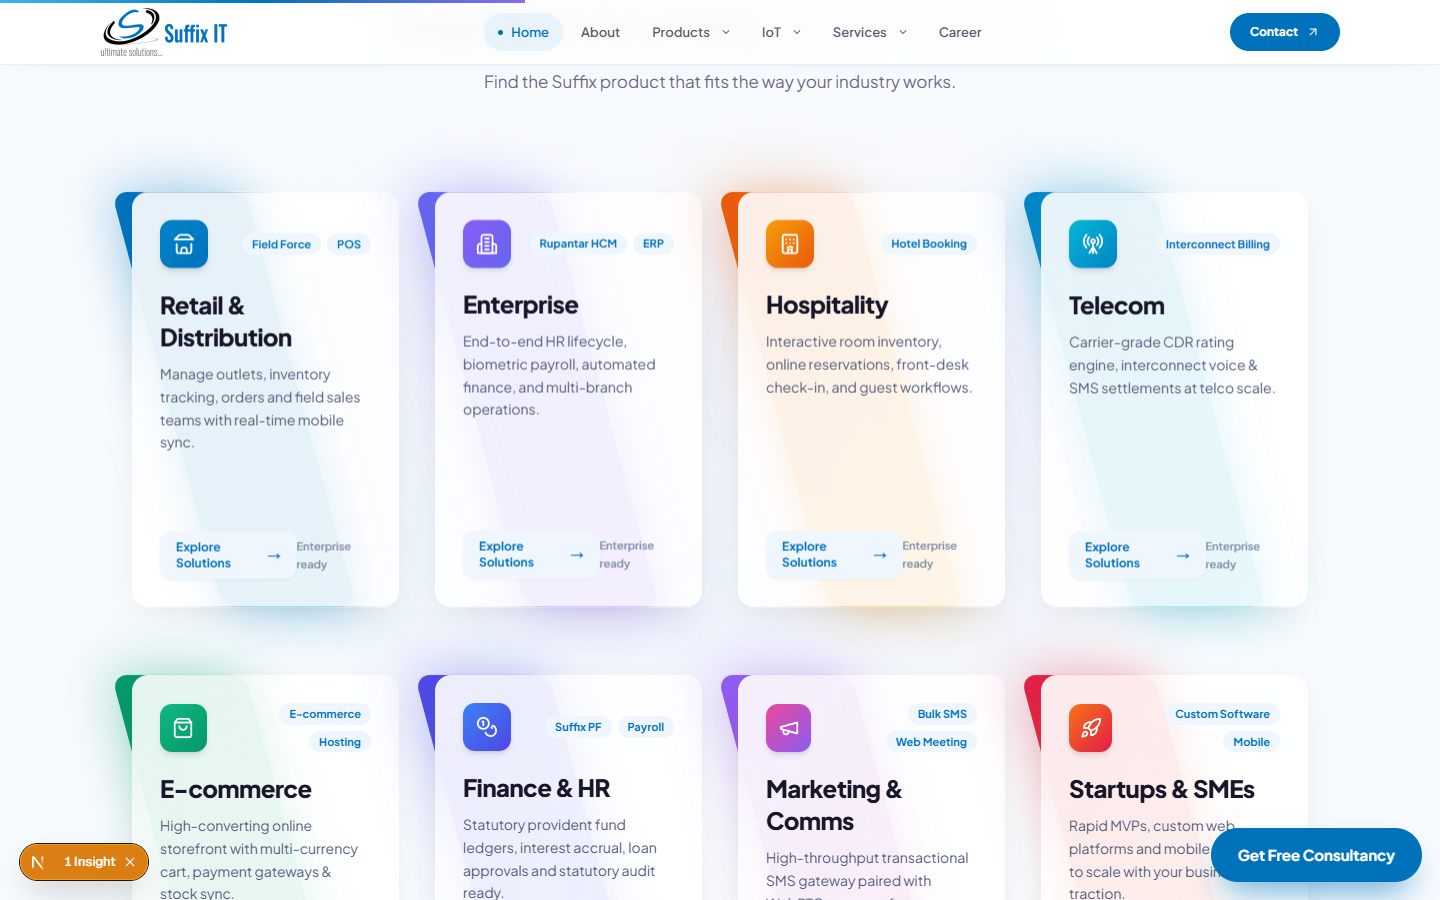 Suffix IT
ultimate solutions...
Home
About
Products
IoT
Services
Career
Contact
Find the Suffix product that fits the way your industry works.
Field Force
POS
Retail &
Distribution
Manage outlets, inventory
tracking, orders and field sales
teams with real-time mobile
sync.
Explore
Solutions
→
Enterprise
ready
Rupantar HCM
ERP
Enterprise
End-to-end HR lifecycle,
biometric payroll, automated
finance, and multi-branch
operations.
Explore
Solutions
→
Enterprise
ready
Hotel Booking
Hospitality
Interactive room inventory,
online reservations, front-desk
check-in, and guest workflows.
Explore
Solutions
→
Enterprise
ready
Interconnect Billing
Telecom
Carrier-grade CDR rating
engine, interconnect voice &
SMS settlements at telco scale.
Explore
Solutions
→
Enterprise
ready
E-commerce
Hosting
E-commerce
High-converting online
storefront with multi-currency
cart, payment gateways &
stock sync.
Suffix PF
Payroll
Finance & HR
Statutory provident fund
ledgers, interest accrual, loan
approvals and statutory audit
ready.
Bulk SMS
Web Meeting
Marketing &
Comms
High-throughput transactional
SMS gateway paired with
Custom Software
Mobile
Startups & SMEs
Rapid MVPs, custom web
platforms and mobile
to scale with your
traction.
1 Insight
Get Free Consultancy